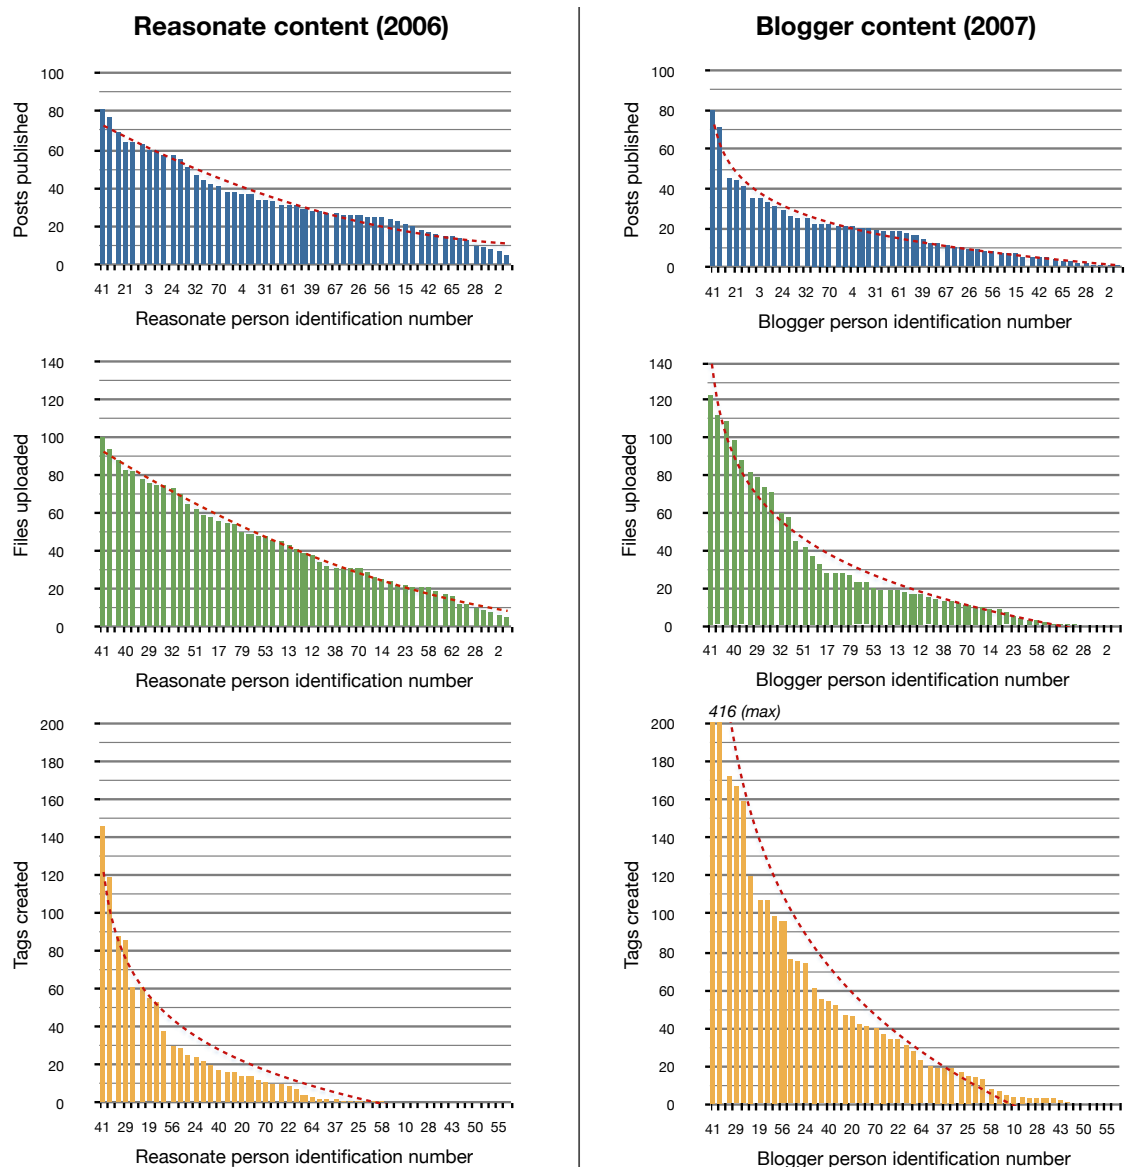 Reasonate content (2006)
Posts published
100
80
60
40
20
0
41 21 3 24 32 70 4 31 61 39 67 26 56 15 42 65 28 2
Reasonate person identification number
Files uploaded
140
120
100
80
60
40
20
0
41 40 29 32 51 17 79 53 13 12 38 70 14 23 58 62 28 2
Reasonate person identification number
Tags created
200
180
160
140
120
100
80
60
40
20
0
41 29 19 56 24 40 20 70 22 64 37 25 58 10 28 43 50 55
Reasonate person identification number
Blogger content (2007)
Posts published
100
80
60
40
20
0
41 21 3 24 32 70 4 31 61 39 67 26 56 15 42 65 28 2
Blogger person identification number
Files uploaded
140
120
100
80
60
40
20
0
41 40 29 32 51 17 79 53 13 12 38 70 14 23 58 62 28 2
Blogger person identification number
416 (max)
Tags created
200
180
160
140
120
100
80
60
40
20
0
41 29 19 56 24 40 20 70 22 64 37 25 58 10 28 43 50 55
Blogger person identification number